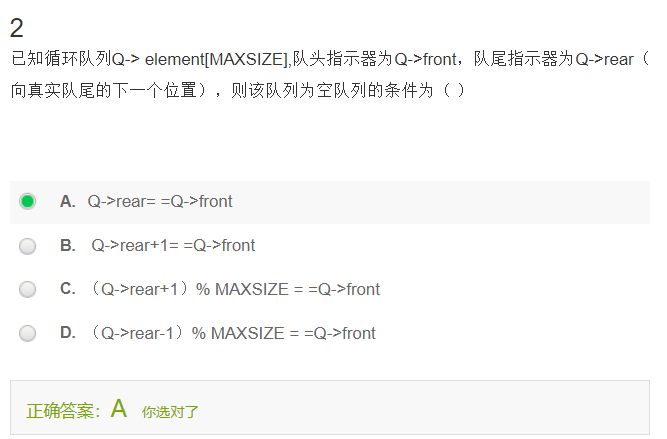 2
已知循环队列Q-> element[MAXSIZE],队头指示器为Q->front，队尾指示器为Q->rear（
向真实队尾的下一个位置），则该队列为空队列的条件为（ ）
A. Q->rear= =Q->front
B. Q->rear+1= =Q->front
C. （Q->rear+1）% MAXSIZE = =Q->front
D. （Q->rear-1）% MAXSIZE = =Q->front
正确答案： A 你选对了